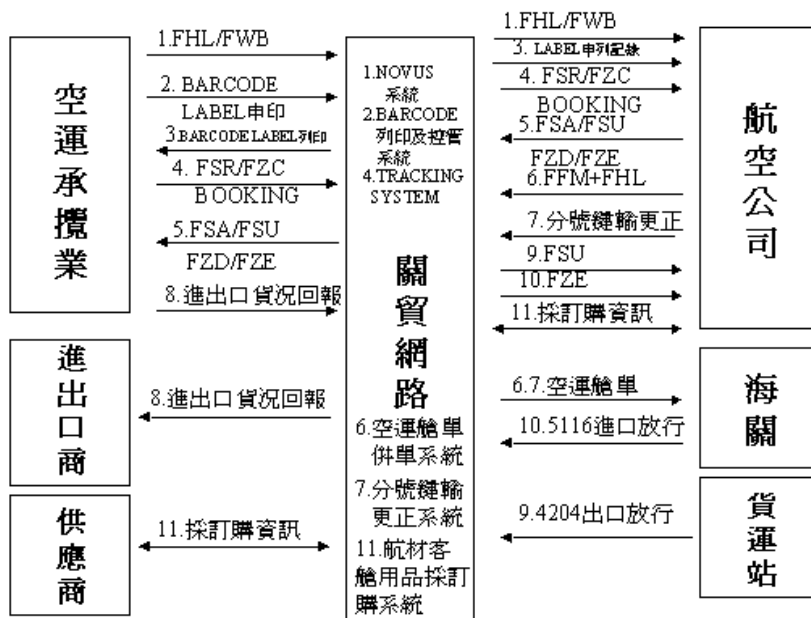 空運承攬業
1.FHL/FWB
2. BARCODE
LABEL申印
3.BARCODE LABEL列印
4. FSR/FZC
BOOKING
5.FSA/FSU
FZD/FZE
8.進出口貨況回報
進出口商
8.進出口貨況回報
供應商
11.採訂購資訊
1.NOVUS
系統
2.BARCODE
列印及控管
系統
4.TRACKING
SYSTEM
關貿網路
6.空運艙單
併單系統
7.分號鍵輸
更正系統
11.航材客
艙用品採訂
購系統
1.FHL/FWB
3. LABEL申列記錄
4. FSR/FZC
BOOKING
5.FSA/FSU
FZD/FZE
6.FFM+FHL
7.分號鍵輸更正
9.FSU
10.FZE
11.採訂購資訊
航空公司
6.7.空運艙單
10.5116進口放行
海關
9.4204出口放行
貨運站